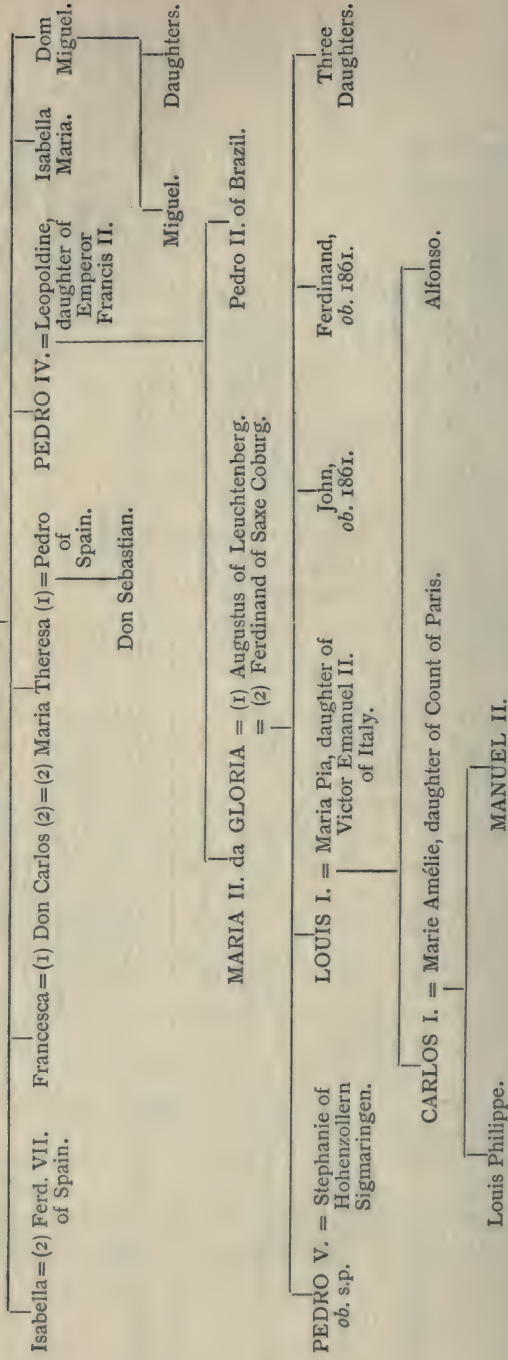 Isabella = (2) Ferd. VII.
of Spain.
Francesca = (1) Don Carlos (2) = (2) Maria Theresa (1) = Pedro
of
Spain.
Don Sebastian.
PEDRO IV. = Leopoldine,
daughter of
Emperor
Francis II.
Isabella
Maria.
Dom
Miguel.
Miguel.
Daughters.
MARIA II. da GLORIA = (1) Augustus of Leuchtenberg.
= (2) Ferdinand of Saxe Coburg.
Pedro II. of Brazil.
PEDRO V. = Stephanie of
ob. s.p. Hohenzollern
Sigmaringen.
LOUIS I. = Maria Pia, daughter of
Victor Emanuel II.
of Italy.
John,
ob. 1861.
Ferdinand,
ob. 1861.
Three
Daughters.
CARLOS I. = Marie Amélie, daughter of Count of Paris.
Alfonso.
Louis Philippe.
MANUEL II.